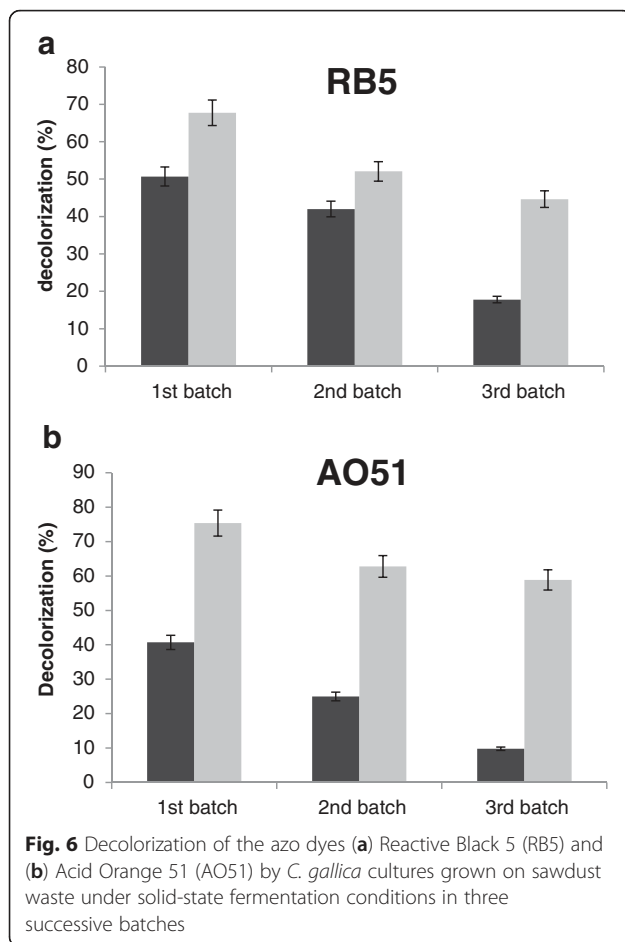 a
RB5
decolorization (%)
80
70
60
50
40
30
20
10
0
1st batch 2nd batch 3rd batch
b
AO51
Decolorization (%)
90
80
70
60
50
40
30
20
10
0
1st batch 2nd batch 3rd batch
Fig. 6 Decolorization of the azo dyes (a) Reactive Black 5 (RB5) and
(b) Acid Orange 51 (AO51) by C. gallica cultures grown on sawdust
waste under solid-state fermentation conditions in three
successive batches